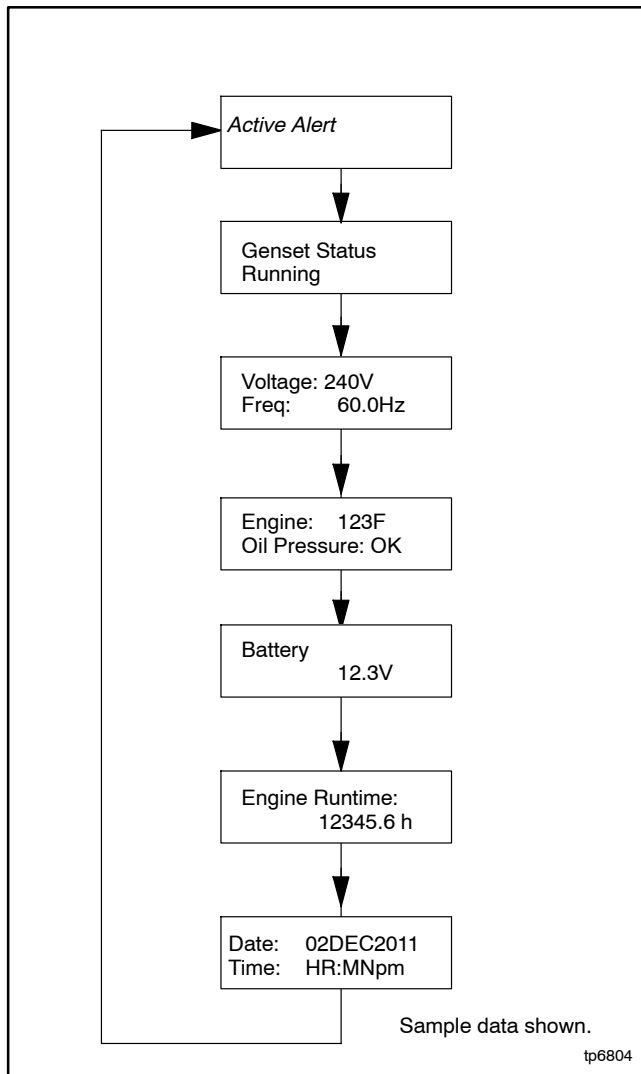 Active Alert
Genset Status
Running
Voltage: 240V
Freq: 60.0Hz
Engine: 123F
Oil Pressure: OK
Battery
12.3V
Engine Runtime:
12345.6 h
Date: 02DEC2011
Time: HR:MNpm
Sample data shown.
tp6804